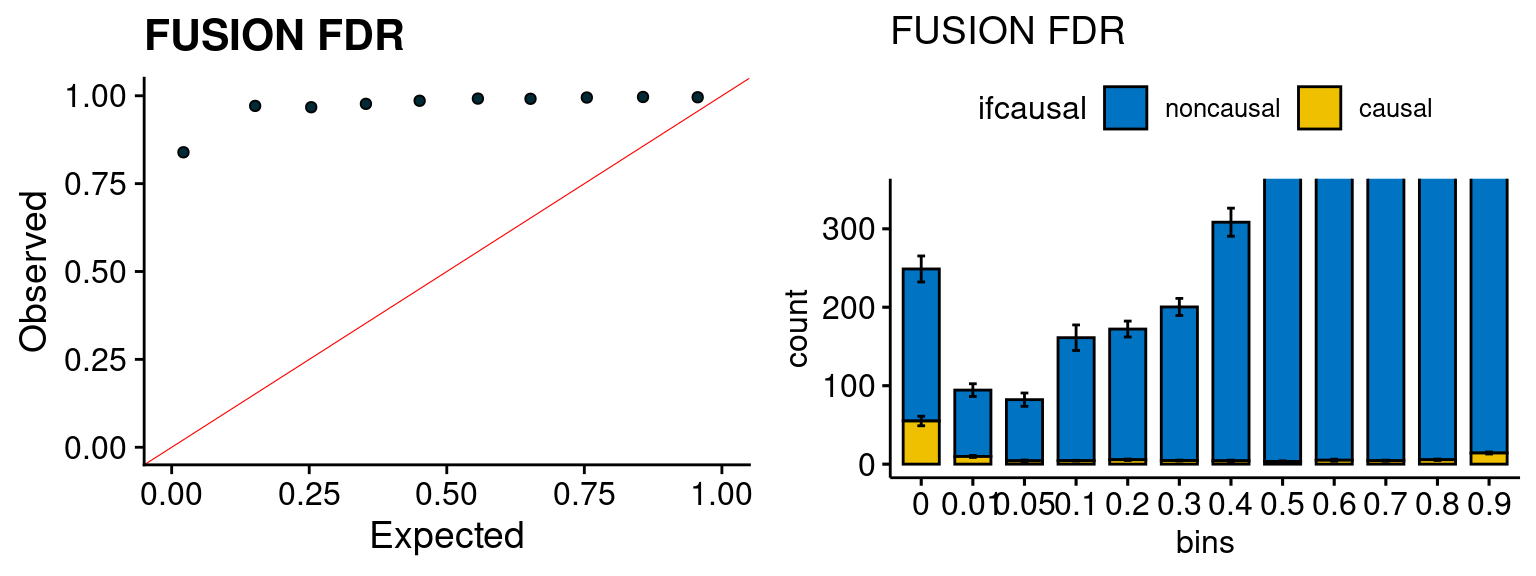 FUSION FDR
Observed
1.00
0.75
0.50
0.25
0.00
0.00 0.25 0.50 0.75 1.00
Expected
FUSION FDR
ifcausal noncausal causal
count
300
200
100
0
0 0.01 0.05 0.1 0.2 0.3 0.4 0.5 0.6 0.7 0.8 0.9
bins